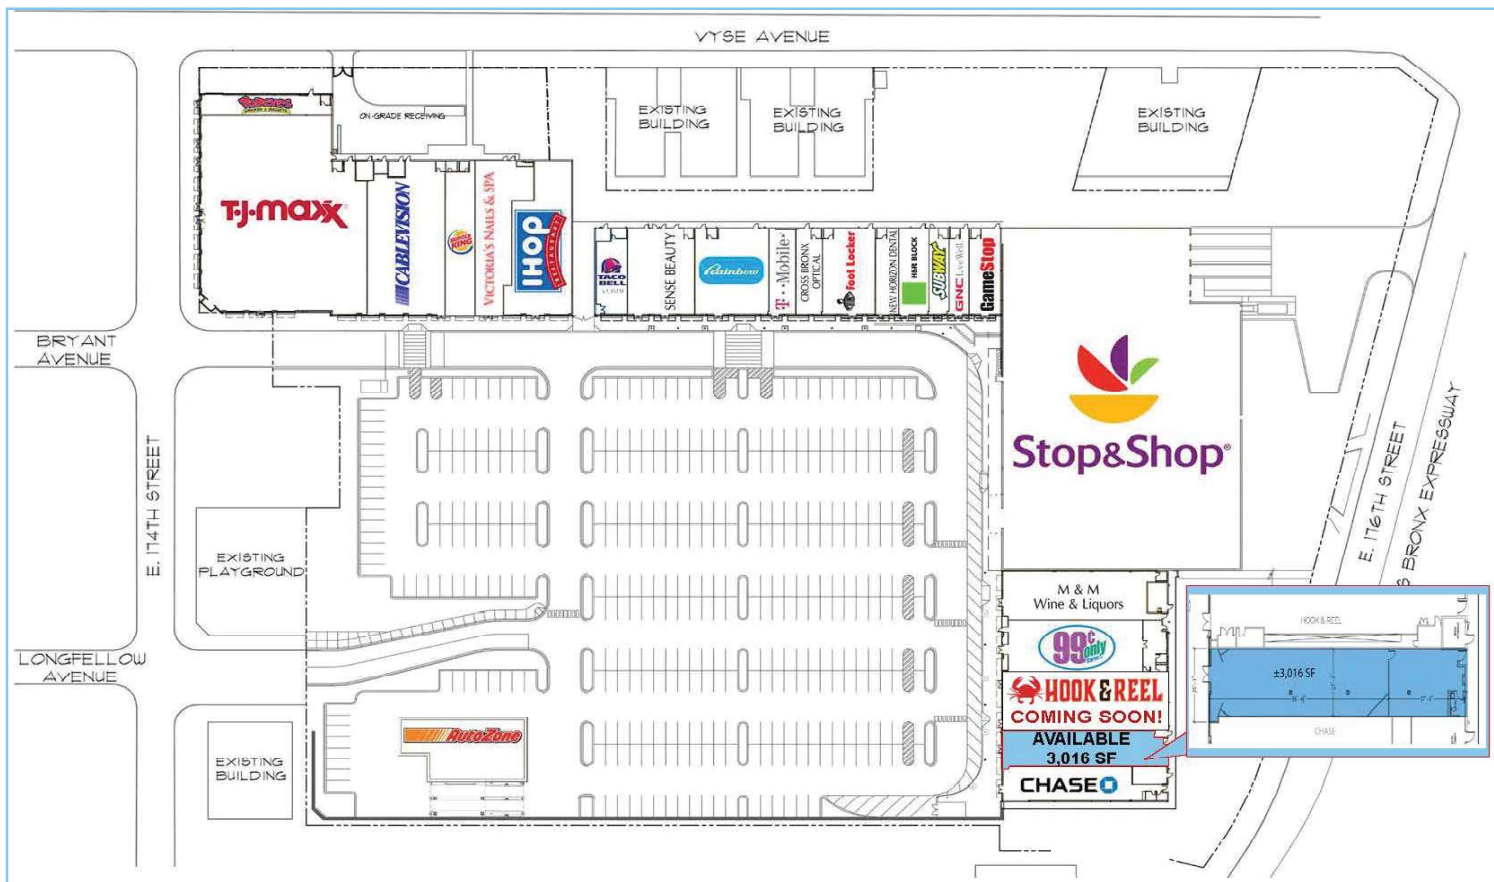 VYSE AVENUE
POPEYES
ON-GRADE RECEIVING
EXISTING
BUILDING
EXISTING
BUILDING
EXISTING
BUILDING
T·J·maxx
CABLEVISION
BURGER
KING
VICTORIA'S NAILS & SPA
IHOP
RESTAURANT
TACO
BELL
SENSE BEAUTY
Rainbow
T··Mobile·
CROSS BRONX
OPTICAL
Foot Locker
NEW HORIZON DENTAL
H&R BLOCK
SUBWAY
GNC LiveWell.
GameStop
BRYANT
AVENUE
Stop&Shop®
E. 174TH STREET
E. 176TH STREET
S BRONX EXPRESSWAY
EXISTING
PLAYGROUND
M & M
Wine & Liquors
99¢
only
HOOK & REEL
COMING SOON!
AVAILABLE
3,016 SF
CHASE
HOOK & REEL
±3,016 SF
CHASE
LONGFELLOW
AVENUE
AutoZone
EXISTING
BUILDING